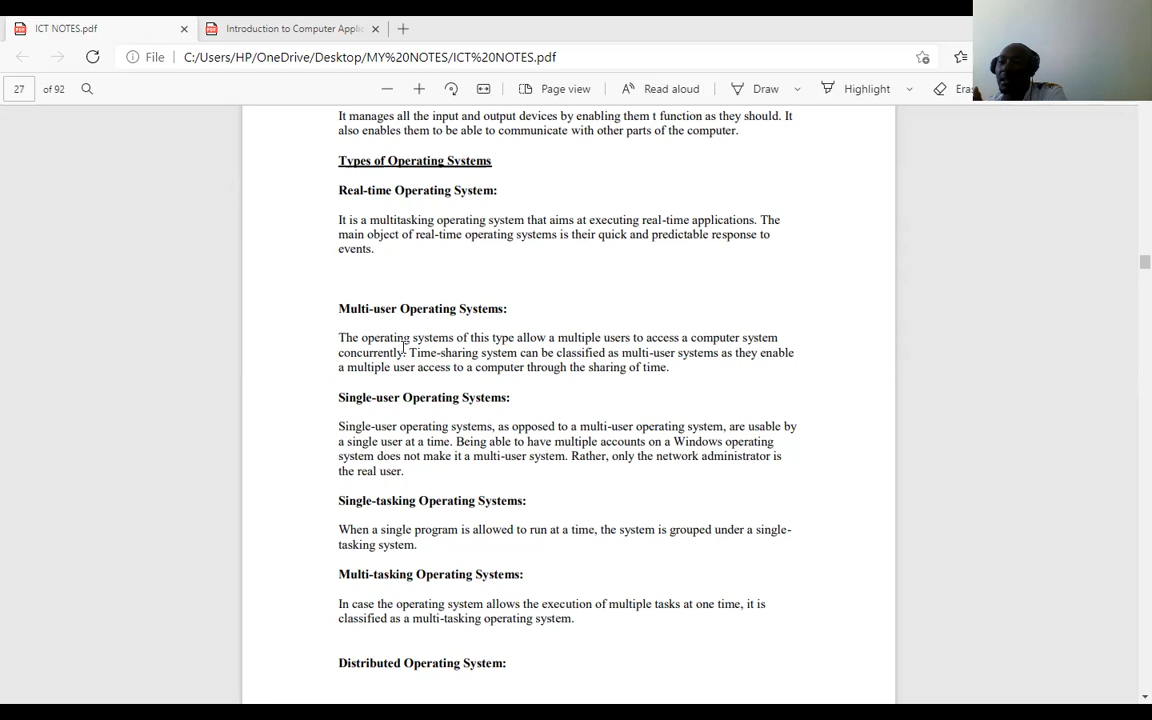 ICT NOTES.pdf
Introduction to Computer Applic
File
C:/Users/HP/OneDrive/Desktop/MY%20NOTES/ICT%20NOTES.pdf
27 of 92
Page view
Read aloud
Draw
Highlight
Eras
It manages all the input and output devices by enabling them t function as they should. It
also enables them to be able to communicate with other parts of the computer.
Types of Operating Systems
Real-time Operating System:
It is a multitasking operating system that aims at executing real-time applications. The
main object of real-time operating systems is their quick and predictable response to
events.
Multi-user Operating Systems:
The operating systems of this type allow a multiple users to access a computer system
concurrently. Time-sharing system can be classified as multi-user systems as they enable
a multiple user access to a computer through the sharing of time.
Single-user Operating Systems:
Single-user operating systems, as opposed to a multi-user operating system, are usable by
a single user at a time. Being able to have multiple accounts on a Windows operating
system does not make it a multi-user system. Rather, only the network administrator is
the real user.
Single-tasking Operating Systems:
When a single program is allowed to run at a time, the system is grouped under a single-
tasking system.
Multi-tasking Operating Systems:
In case the operating system allows the execution of multiple tasks at one time, it is
classified as a multi-tasking operating system.
Distributed Operating System: